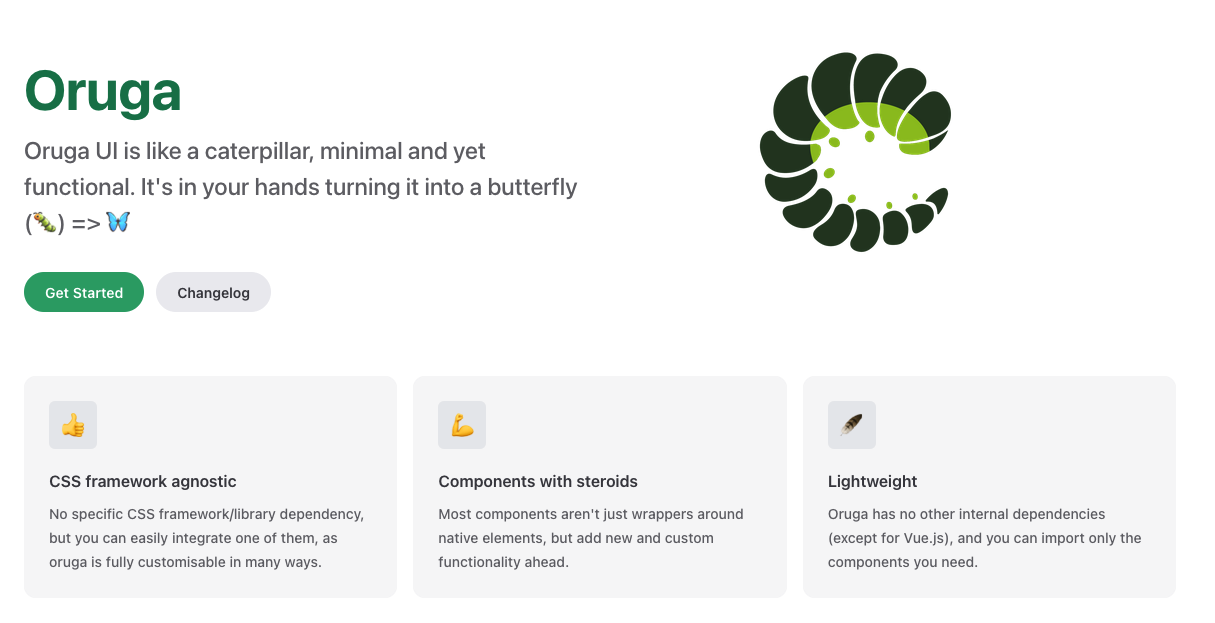 Oruga
Oruga UI is like a caterpillar, minimal and yet
functional. It's in your hands turning it into a butterfly
(🐛) => 🦋
Get Started
Changelog
CSS framework agnostic
No specific CSS framework/library dependency,
but you can easily integrate one of them, as
oruga is fully customisable in many ways.
Components with steroids
Most components aren't just wrappers around
native elements, but add new and custom
functionality ahead.
Lightweight
Oruga has no other internal dependencies
(except for Vue.js), and you can import only the
components you need.